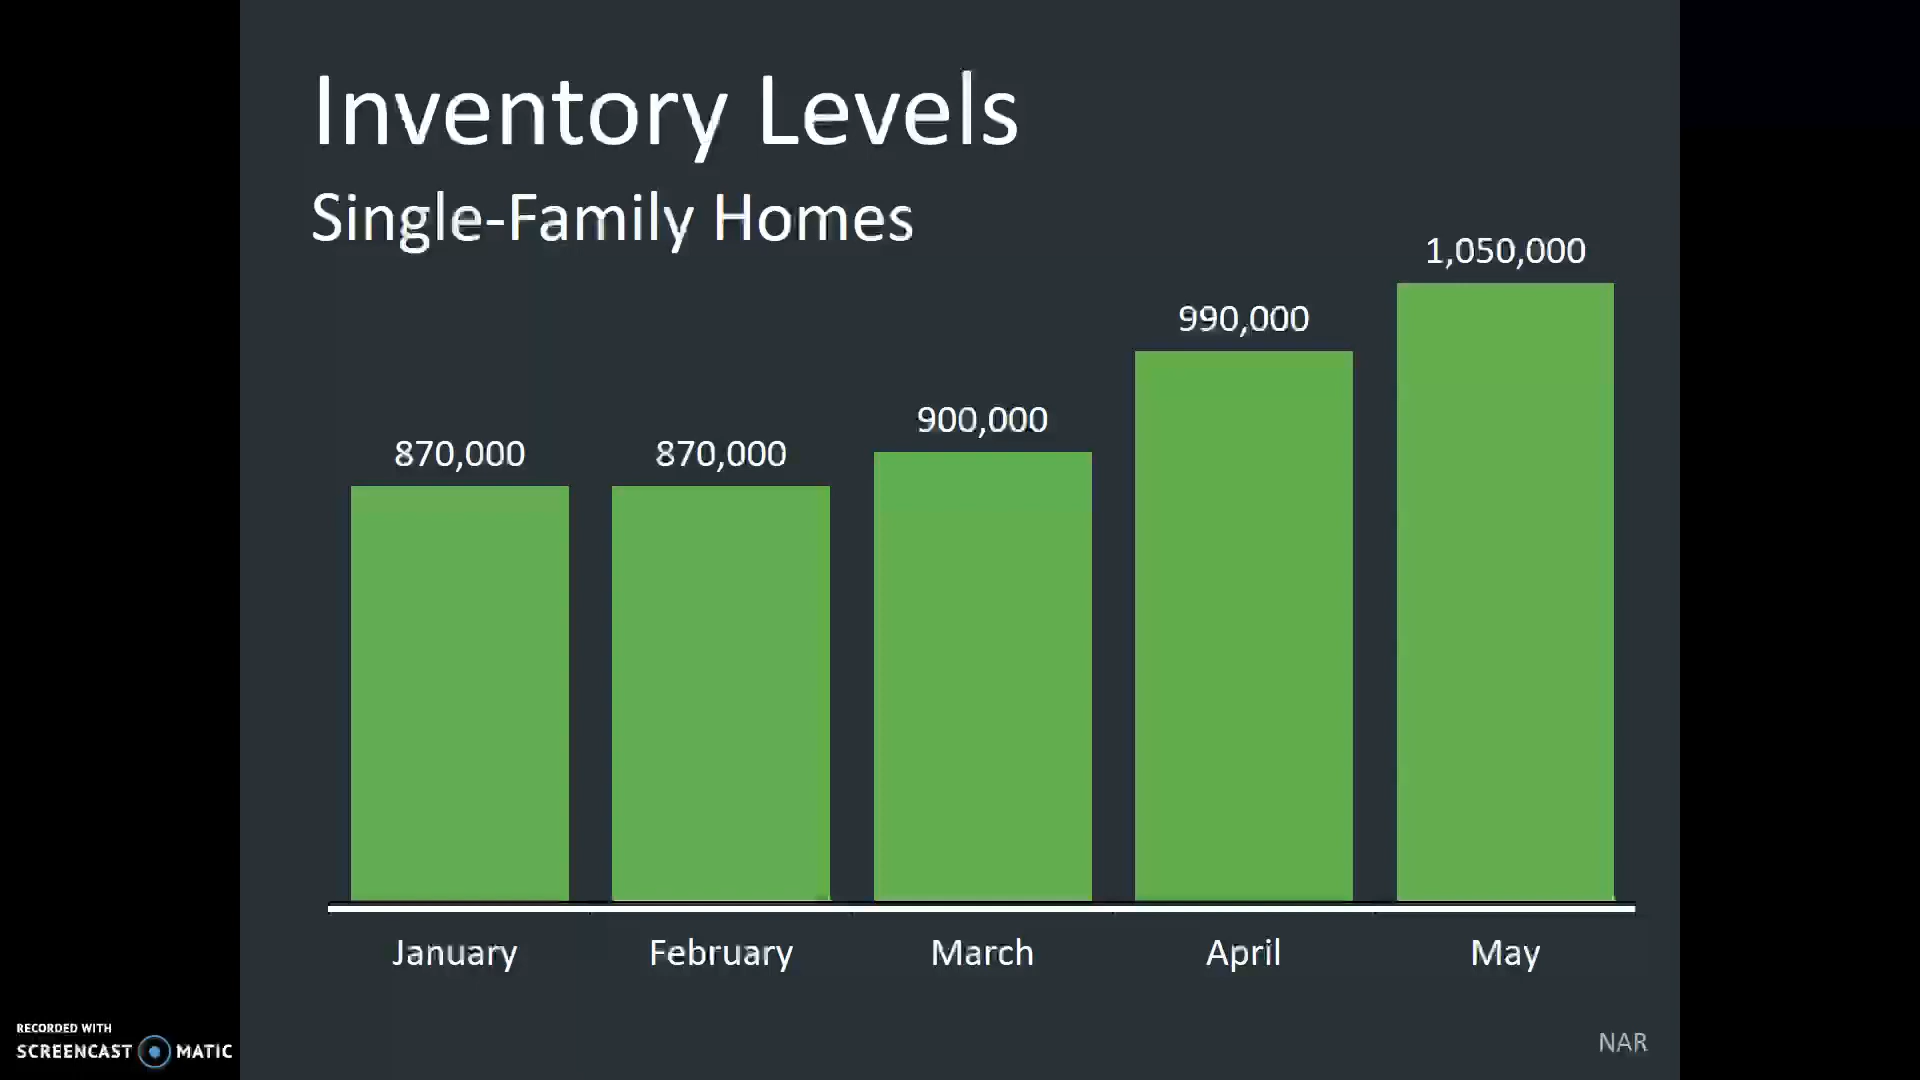 Inventory Levels
Single-Family Homes
1,050,000
990,000
900,000
870,000
870,000
January
February
March
April
May
RECORDED WITH
SCREENCAST MATIC
NAR